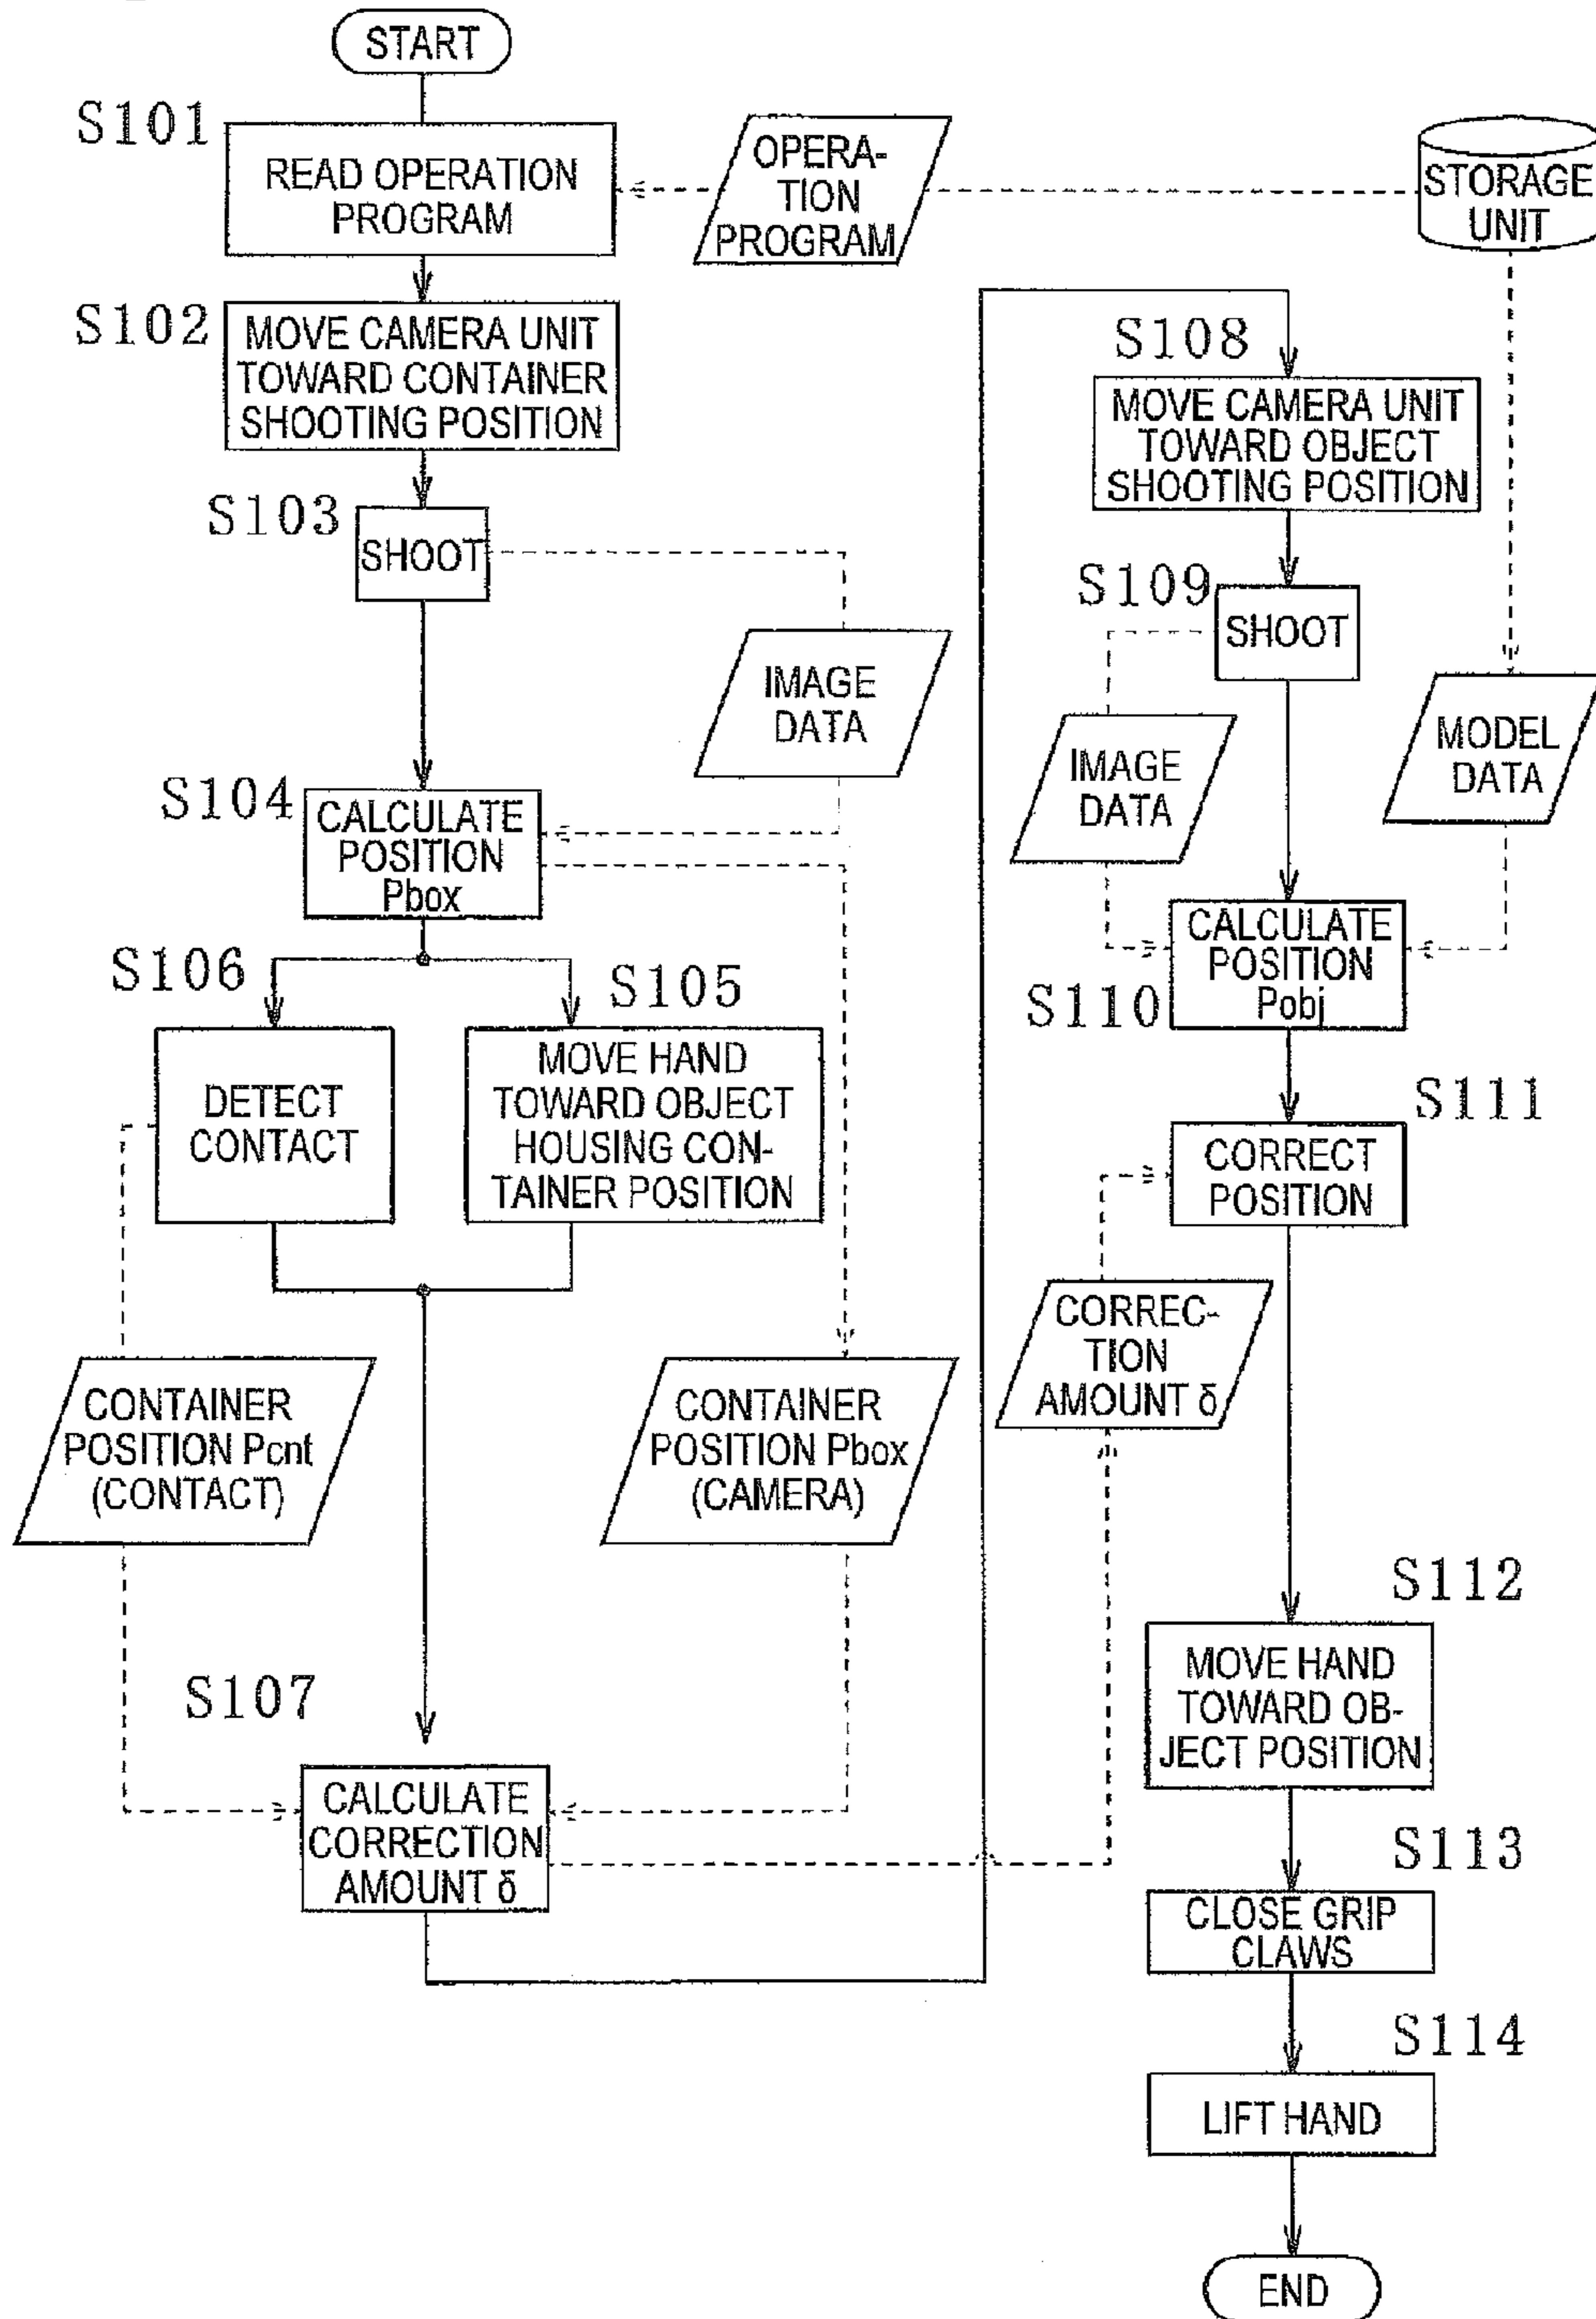 START
S101
READ OPERATION
PROGRAM
OPERA-
TION
PROGRAM
STORAGE
UNIT
S102
MOVE CAMERA UNIT
TOWARD CONTAINER
SHOOTING POSITION
S103
SHOOT
IMAGE
DATA
S104
CALCULATE
POSITION
Pbox
S106
DETECT
CONTACT
S105
MOVE HAND
TOWARD OBJECT
HOUSING CON-
TAINER POSITION
CONTAINER
POSITION Pcnt
(CONTACT)
CONTAINER
POSITION Pbox
(CAMERA)
S107
CALCULATE
CORRECTION
AMOUNT δ
S108
MOVE CAMERA UNIT
TOWARD OBJECT
SHOOTING POSITION
S109
SHOOT
IMAGE
DATA
MODEL
DATA
S110
CALCULATE
POSITION
Pobj
S111
CORRECT
POSITION
CORREC-
TION
AMOUNT δ
S112
MOVE HAND
TOWARD OB-
JECT POSITION
S113
CLOSE GRIP
CLAWS
S114
LIFT HAND
END